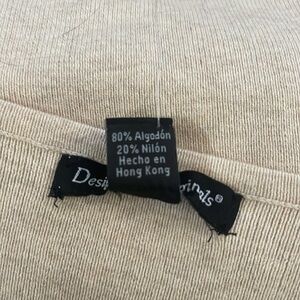 80% Algodón
20% Nilón
Hecho en
Hong Kong